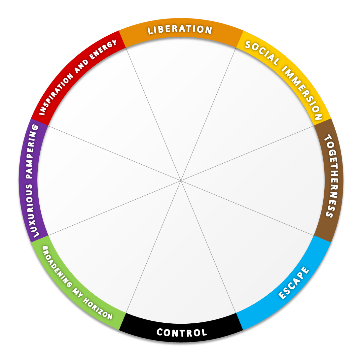 LIBERATION
SOCIAL IMMERSION
TOGETHERNESS
ESCAPE
CONTROL
BROADENING MY HORIZON
LUXURIOUS PAMPERING
INSPIRATION AND ENERGY